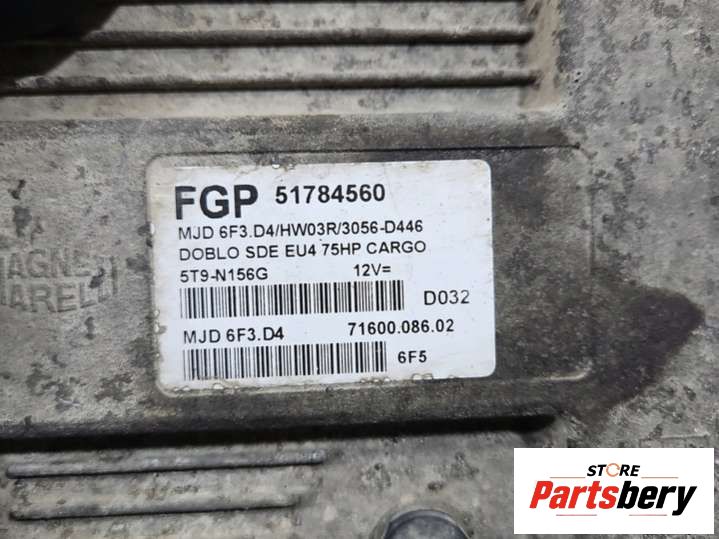 FGP 51784560
MJD 6F3.D4/HW03R/3056-D446
DOBLO SDE EU4 75HP CARGO
5T9-N156G 12V=
D032
MJD 6F3.D4 71600.086.02
6F5
MAGNETI
MARELLI
STORE
Partsbery